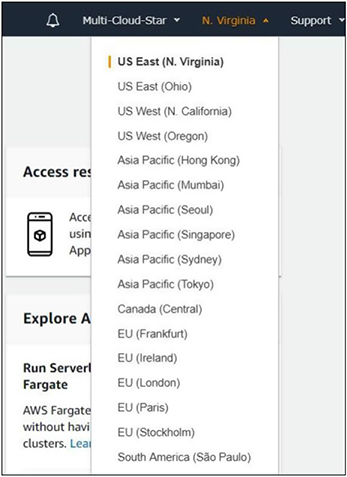 Multi-Cloud-Star N. Virginia Support
US East (N. Virginia)
US East (Ohio)
US West (N. California)
US West (Oregon)
Asia Pacific (Hong Kong)
Access res
Asia Pacific (Mumbai)
Asia Pacific (Seoul)
Acce
Asia Pacific (Singapore)
usin
App
Asia Pacific (Sydney)
Asia Pacific (Tokyo)
Canada (Central)
Explore A
EU (Frankfurt)
EU (Ireland)
Run Serverl
Fargate
EU (London)
AWS Fargate
EU (Paris)
without havi
EU (Stockholm)
clusters. Lear
South America (São Paulo)